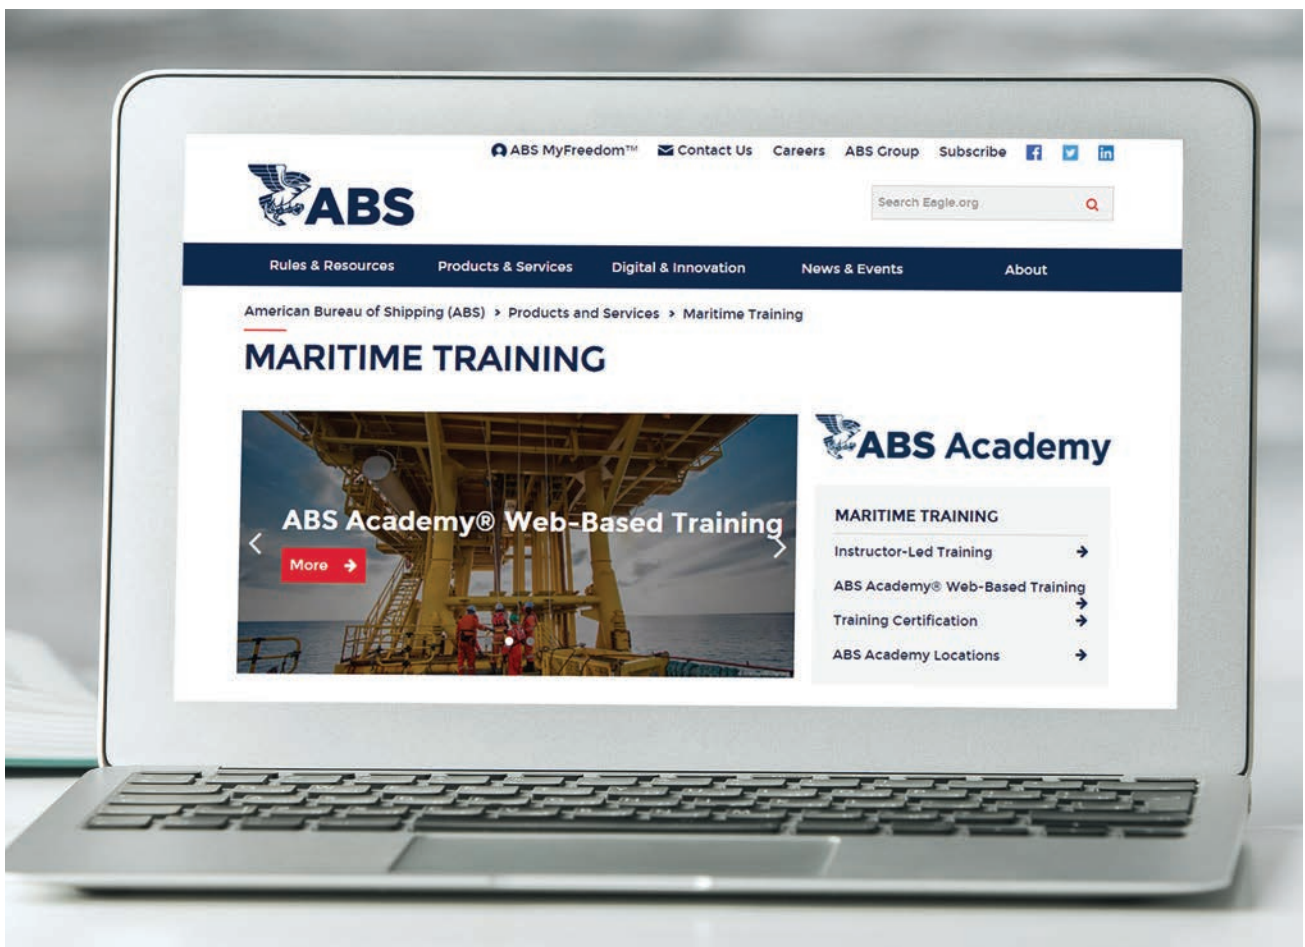 ABS MyFreedom™ Contact Us Careers ABS Group Subscribe
ABS
Search Eagle.org
Rules & Resources Products & Services Digital & Innovation News & Events About
American Bureau of Shipping (ABS) > Products and Services > Maritime Training
MARITIME TRAINING
ABS Academy® Web-Based Training
More
ABS Academy
MARITIME TRAINING
Instructor-Led Training
ABS Academy® Web-Based Training
Training Certification
ABS Academy Locations